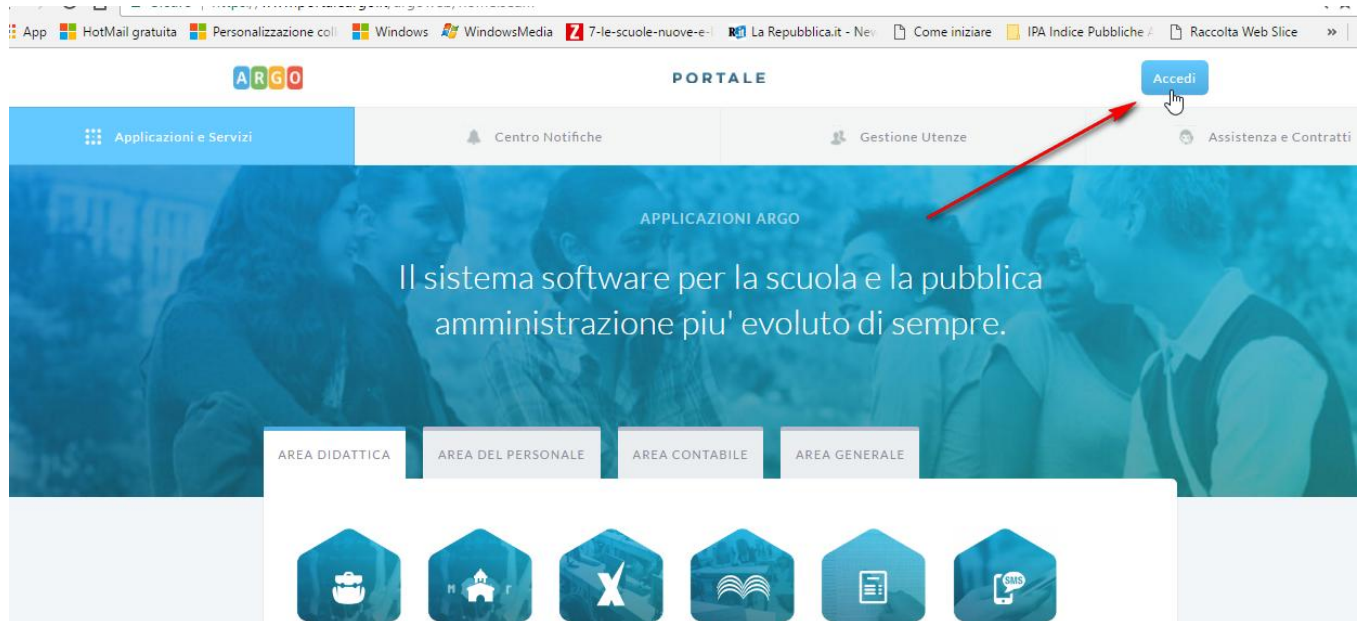 App HotMail gratuita Personalizzazione coll Windows WindowsMedia 7-le-scuole-nuove-e-l La Repubblica.it - New Come iniziare IPA Indice Pubbliche A Raccolta Web Slice »
ARGO PORTALE Accedi
Applicazioni e Servizi Centro Notifiche Gestione Utenze Assistenza e Contratti
APPLICAZIONI ARGO
Il sistema software per la scuola e la pubblica
amministrazione piu' evoluto di sempre.
AREA DIDATTICA AREA DEL PERSONALE AREA CONTABILE AREA GENERALE
SMS